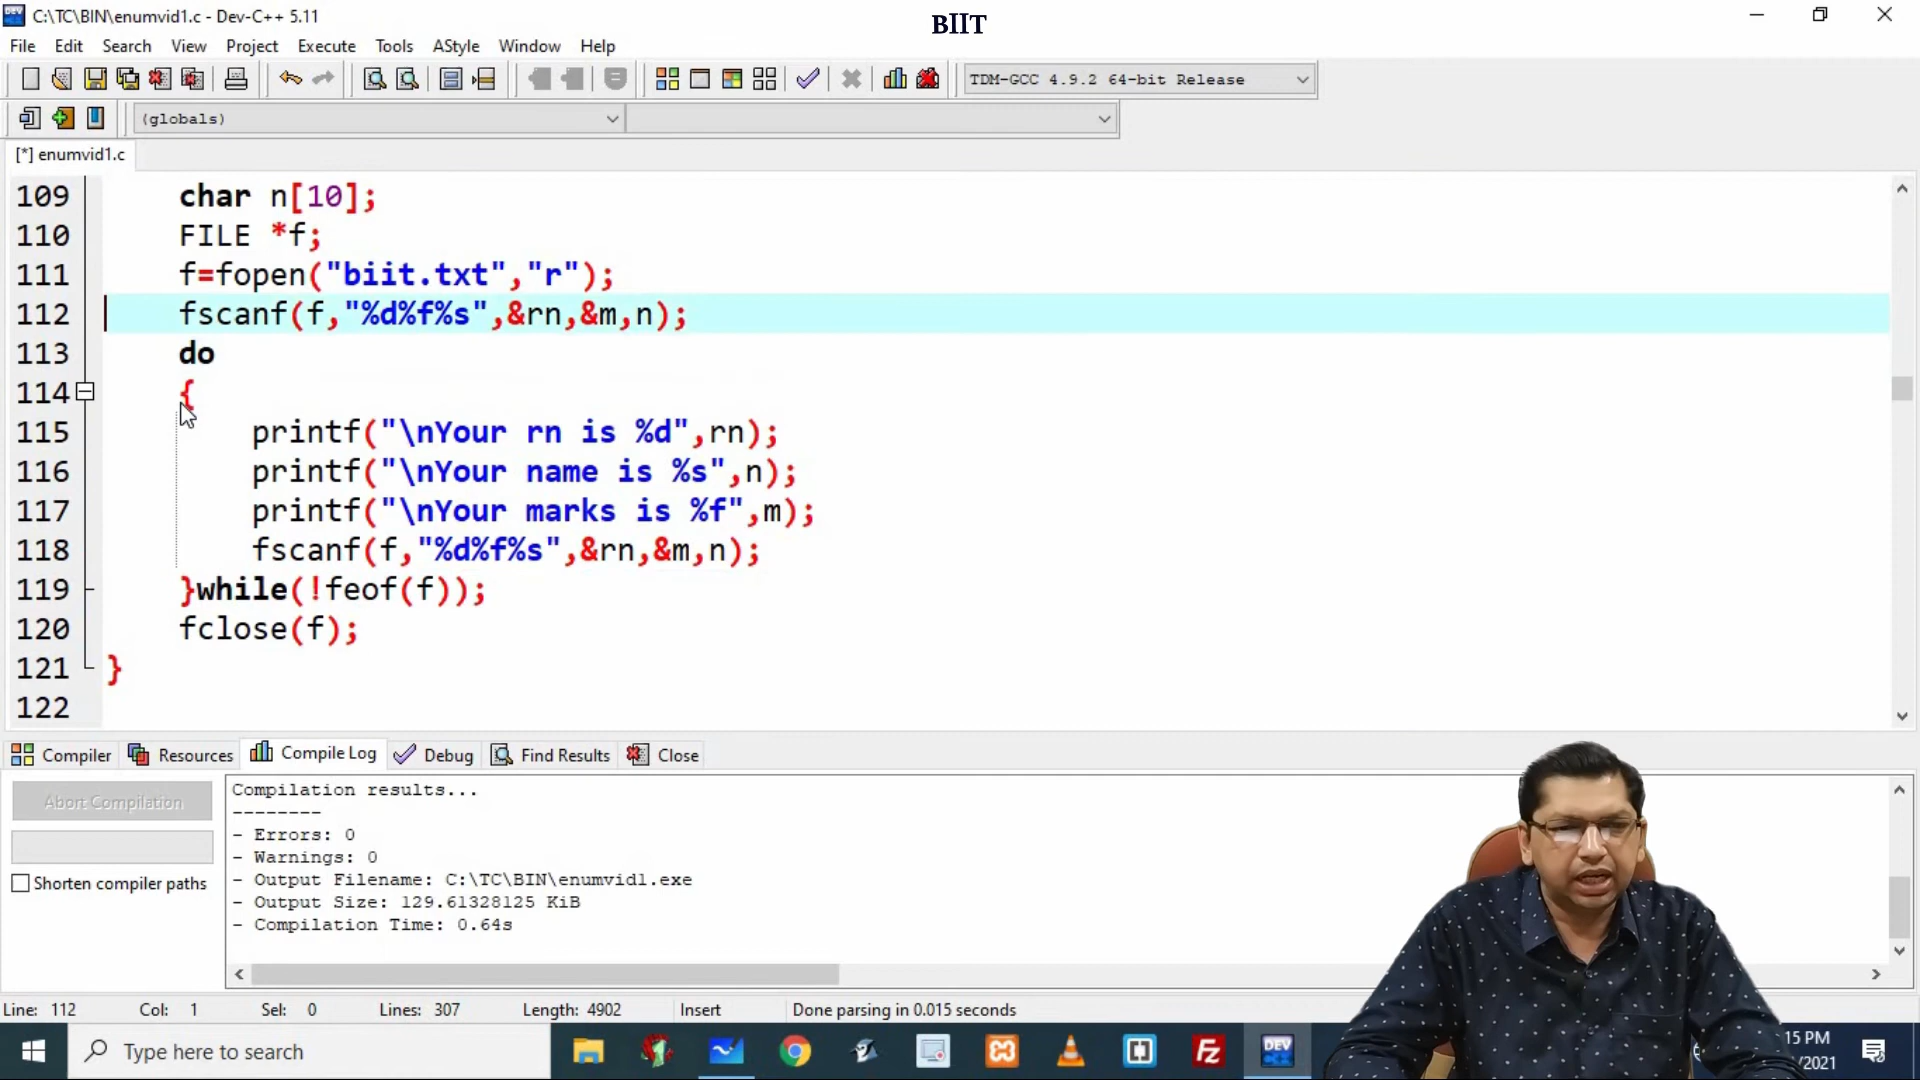 C:\TC\BIN\enumvid1.c - Dev-C++ 5.11
BIIT
File Edit Search View Project Execute Tools AStyle Window Help
TDM-GCC 4.9.2 64-bit Release
(globals)
[*] enumvid1.c
109 char n[10];
110 FILE *f;
111 f=fopen("biit.txt","r");
112 fscanf(f,"%d%f%s",&rn,&m,n);
113 do
114 {
115 printf("\nYour rn is %d",rn);
116 printf("\nYour name is %s",n);
117 printf("\nYour marks is %f",m);
118 fscanf(f,"%d%f%s",&rn,&m,n);
119 }while(!feof(f));
120 fclose(f);
121 }
122
Compiler Resources Compile Log Debug Find Results Close
Abort Compilation
Shorten compiler paths
Compilation results...
--------
- Errors: 0
- Warnings: 0
- Output Filename: C:\TC\BIN\enumvid1.exe
- Output Size: 129.61328125 KiB
- Compilation Time: 0.64s
Line: 112 Col: 1 Sel: 0 Lines: 307 Length: 4902 Insert Done parsing in 0.015 seconds
Type here to search
DEV
15 PM
/2021